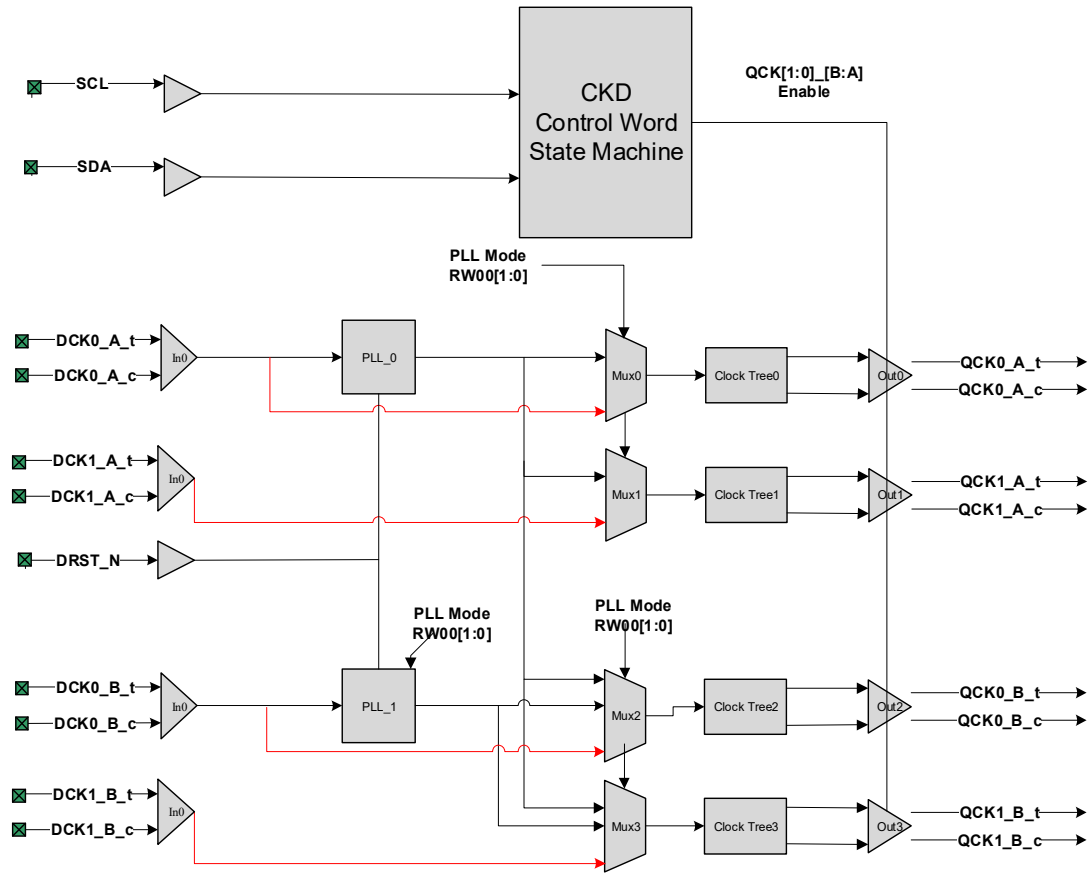 SCL
SDA
CKD
Control Word
State Machine
QCK[1:0]_[B:A]
Enable
PLL Mode
RW00[1:0]
DCK0_A_t
DCK0_A_c
In0
PLL_0
Mux0
Clock Tree0
Out0
QCK0_A_t
QCK0_A_c
DCK1_A_t
DCK1_A_c
In0
Mux1
Clock Tree1
Out1
QCK1_A_t
QCK1_A_c
DRST_N
PLL Mode
RW00[1:0]
PLL Mode
RW00[1:0]
DCK0_B_t
DCK0_B_c
In0
PLL_1
Mux2
Clock Tree2
Out2
QCK0_B_t
QCK0_B_c
DCK1_B_t
DCK1_B_c
In0
Mux3
Clock Tree3
Out3
QCK1_B_t
QCK1_B_c